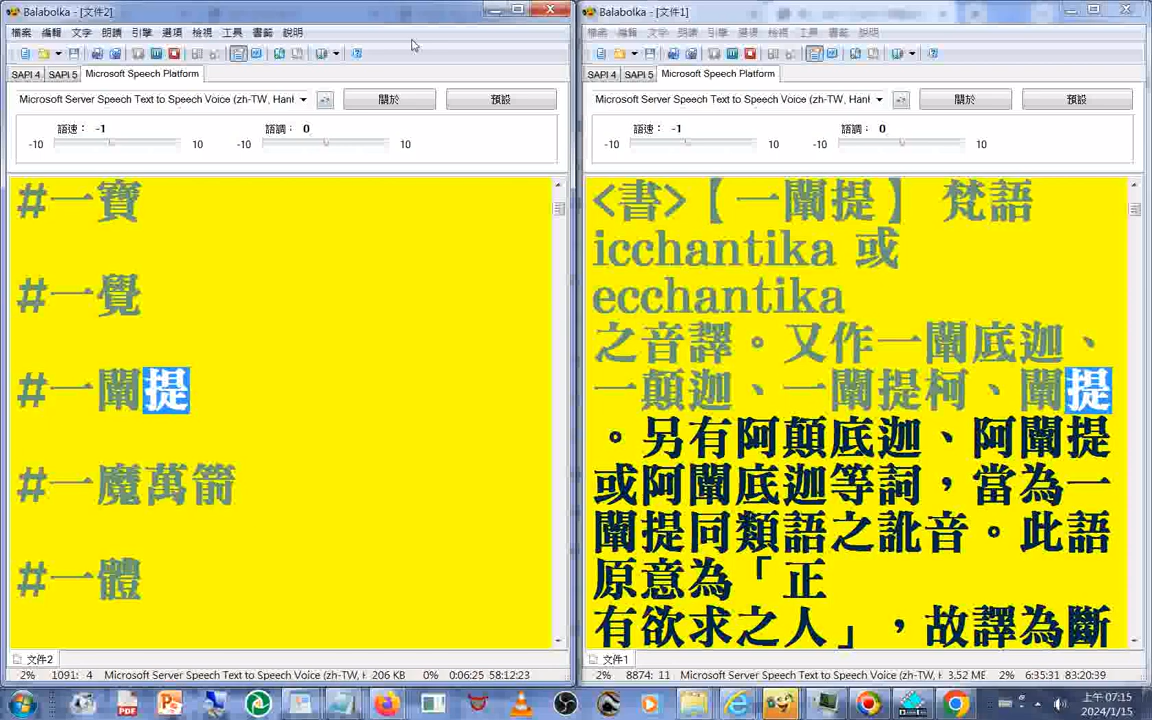 Balabolka - [文件2]
檔案 編輯 文字 朗讀 引擎 選項 檢視 工具 書籤 說明
SAPI 4 SAPI 5 Microsoft Speech Platform
Microsoft Server Speech Text to Speech Voice (zh-TW, Hanl
關於 預設
語速： -1 語調： 0
-10 10 -10 10
#一寶
#一覺
#一闡提
#一魔萬箭
#一體
文件2
2% 1091: 4 Microsoft Server Speech Text to Speech Voice (zh-TW, H 206 KB 0% 0:06:25 58:12:23
Balabolka - [文件1]
檔案 編輯 文字 朗讀 引擎 選項 檢視 工具 書籤 說明
SAPI 4 SAPI 5 Microsoft Speech Platform
Microsoft Server Speech Text to Speech Voice (zh-TW, Hanl
關於 預設
語速： -1 語調： 0
-10 10 -10 10
<書>【一闡提】 梵語
icchantika 或
ecchantika
之音譯。又作一闡底迦、
一顛迦、一闡提柯、闡提
。另有阿顛底迦、阿闡提
或阿闡底迦等詞，當為一
闡提同類語之訛音。此語
原意為「正
有欲求之人」，故譯為斷
文件1
2% 8874: 11 Microsoft Server Speech Text to Speech Voice (zh-TW, H 3.52 ME 2% 6:35:31 83:20:39
上午 07:15
2024/1/15